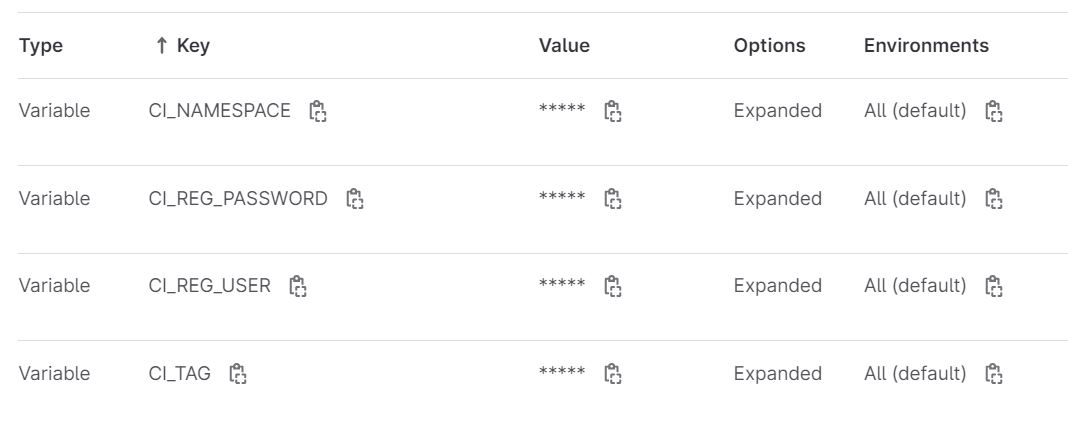 Type ↑ Key Value Options Environments
Variable CI_NAMESPACE ***** Expanded All (default)
Variable CI_REG_PASSWORD ***** Expanded All (default)
Variable CI_REG_USER ***** Expanded All (default)
Variable CI_TAG ***** Expanded All (default)